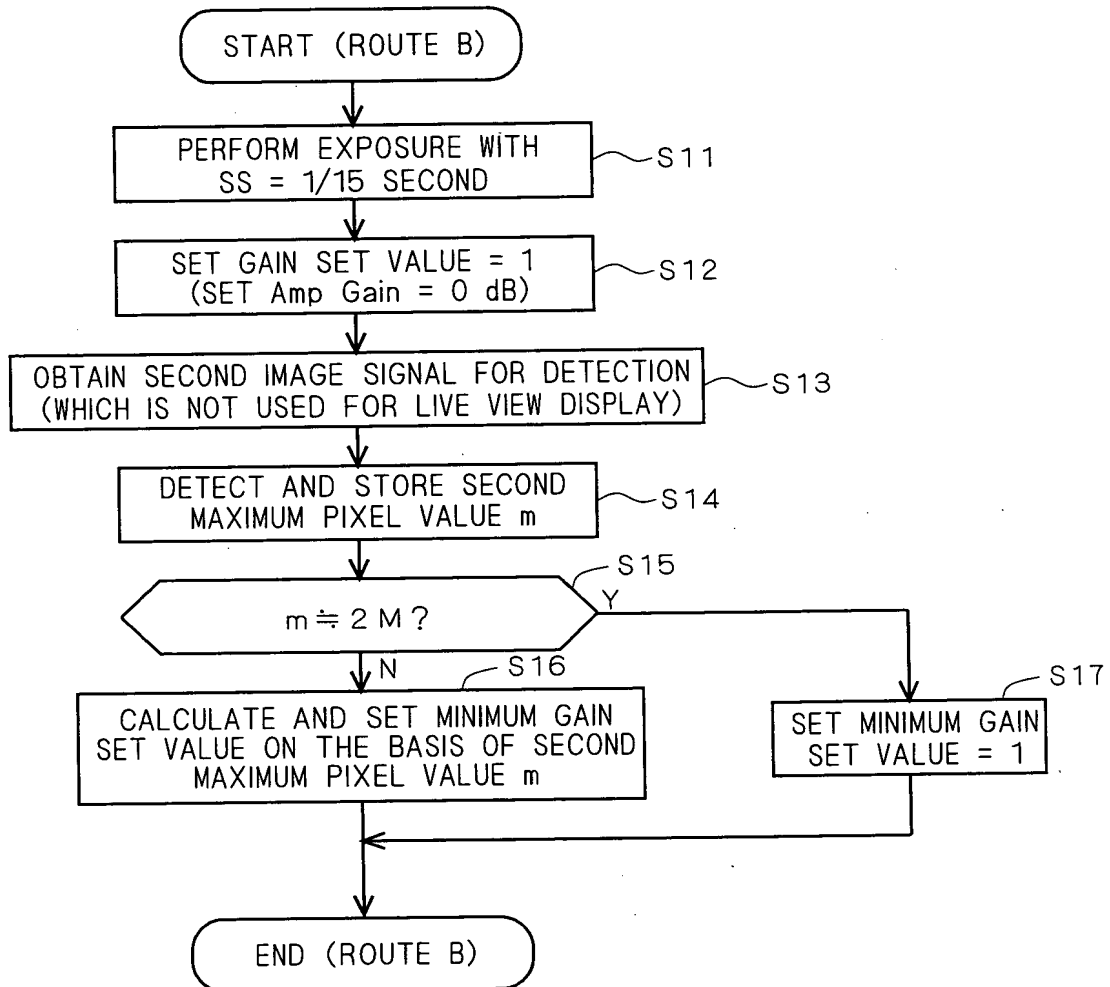 START (ROUTE B)
PERFORM EXPOSURE WITH
SS = 1/15 SECOND
S11
SET GAIN SET VALUE = 1
(SET Amp Gain = 0 dB)
S12
OBTAIN SECOND IMAGE SIGNAL FOR DETECTION
(WHICH IS NOT USED FOR LIVE VIEW DISPLAY)
S13
DETECT AND STORE SECOND
MAXIMUM PIXEL VALUE m
S14
S15
m≒2M?
Y
N
S16
CALCULATE AND SET MINIMUM GAIN
SET VALUE ON THE BASIS OF SECOND
MAXIMUM PIXEL VALUE m
S17
SET MINIMUM GAIN
SET VALUE = 1
END (ROUTE B)